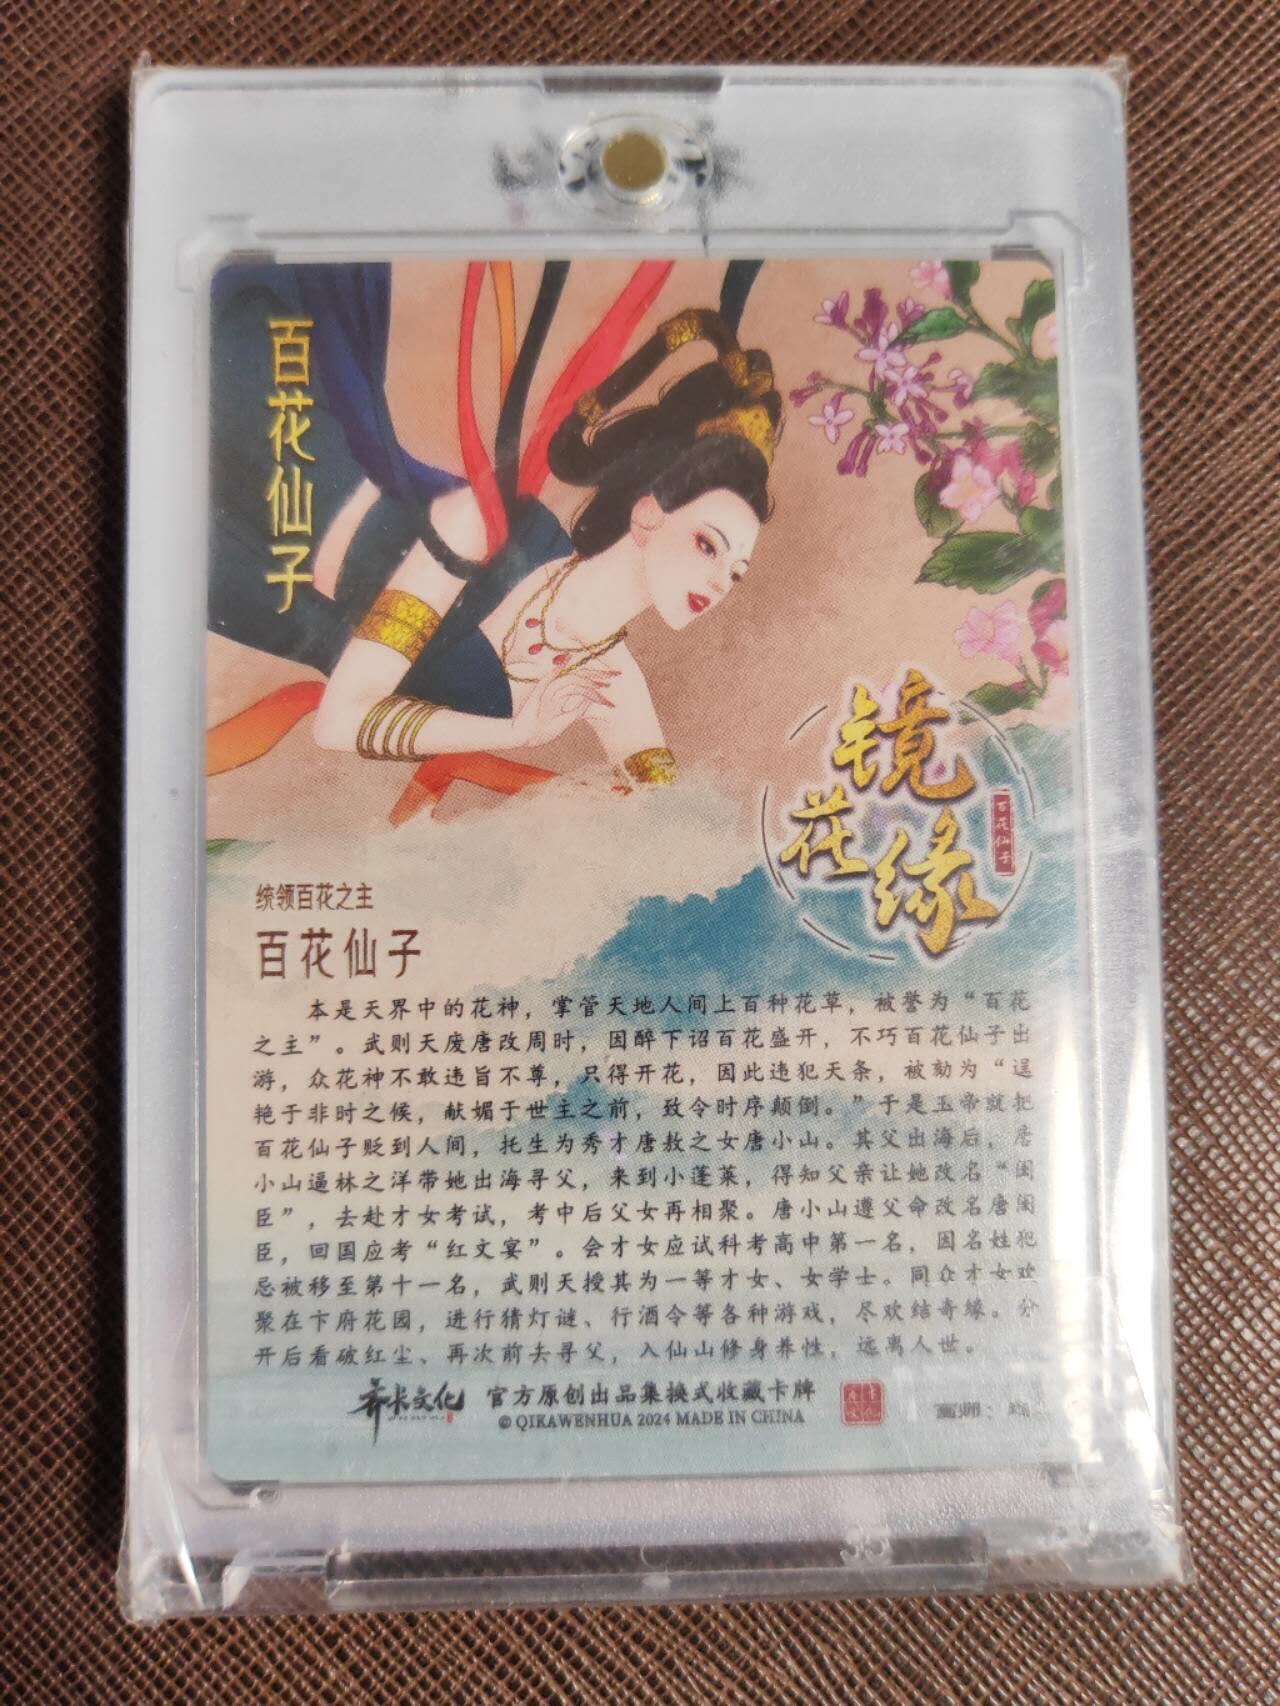 百花仙子
镜花缘
百花仙子
统领百花之主
百花仙子
本是天界中的花神，掌管天地人间上百种花草，被誉为“百花
之主”。武则天废唐改周时，因醉下诏百花盛开，不巧百花仙子出
游，众花神不敢违旨不尊，只得开花，因此违犯天条，被劾为“逞
艳于非时之候，献媚于世主之前，致令时序颠倒。”于是玉帝就把
百花仙子贬到人间，托生为秀才唐敖之女唐小山。其父出海后，唐
小山逼林之洋带她出海寻父，来到小蓬莱，得知父亲让她改名“闺
臣”，去赴才女考试，考中后父女再相聚。唐小山遵父命改名唐闺
臣，回国应考“红文宴”。会才女应试科考高中第一名，因名姓犯
忌被移至第十一名，武则天授其为一等才女、女学士。同众才女欢
聚在卞府花园，进行猜灯谜、行酒令等各种游戏，尽欢结奇缘。分
开后看破红尘、再次前去寻父，入仙山修身养性，远离人世。
齐卡文化 官方原创出品集换式收藏卡牌
© QIKAWENHUA 2024 MADE IN CHINA
画师：
35